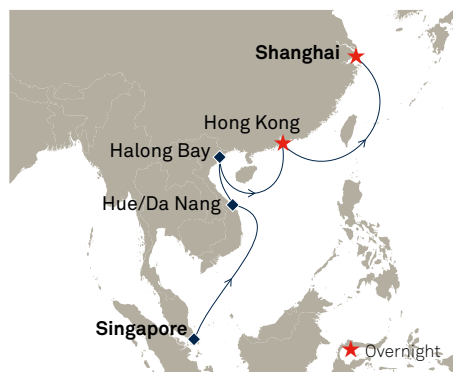 Shanghai
Hong Kong
Halong Bay
Hue/Da Nang
Singapore
Overnight